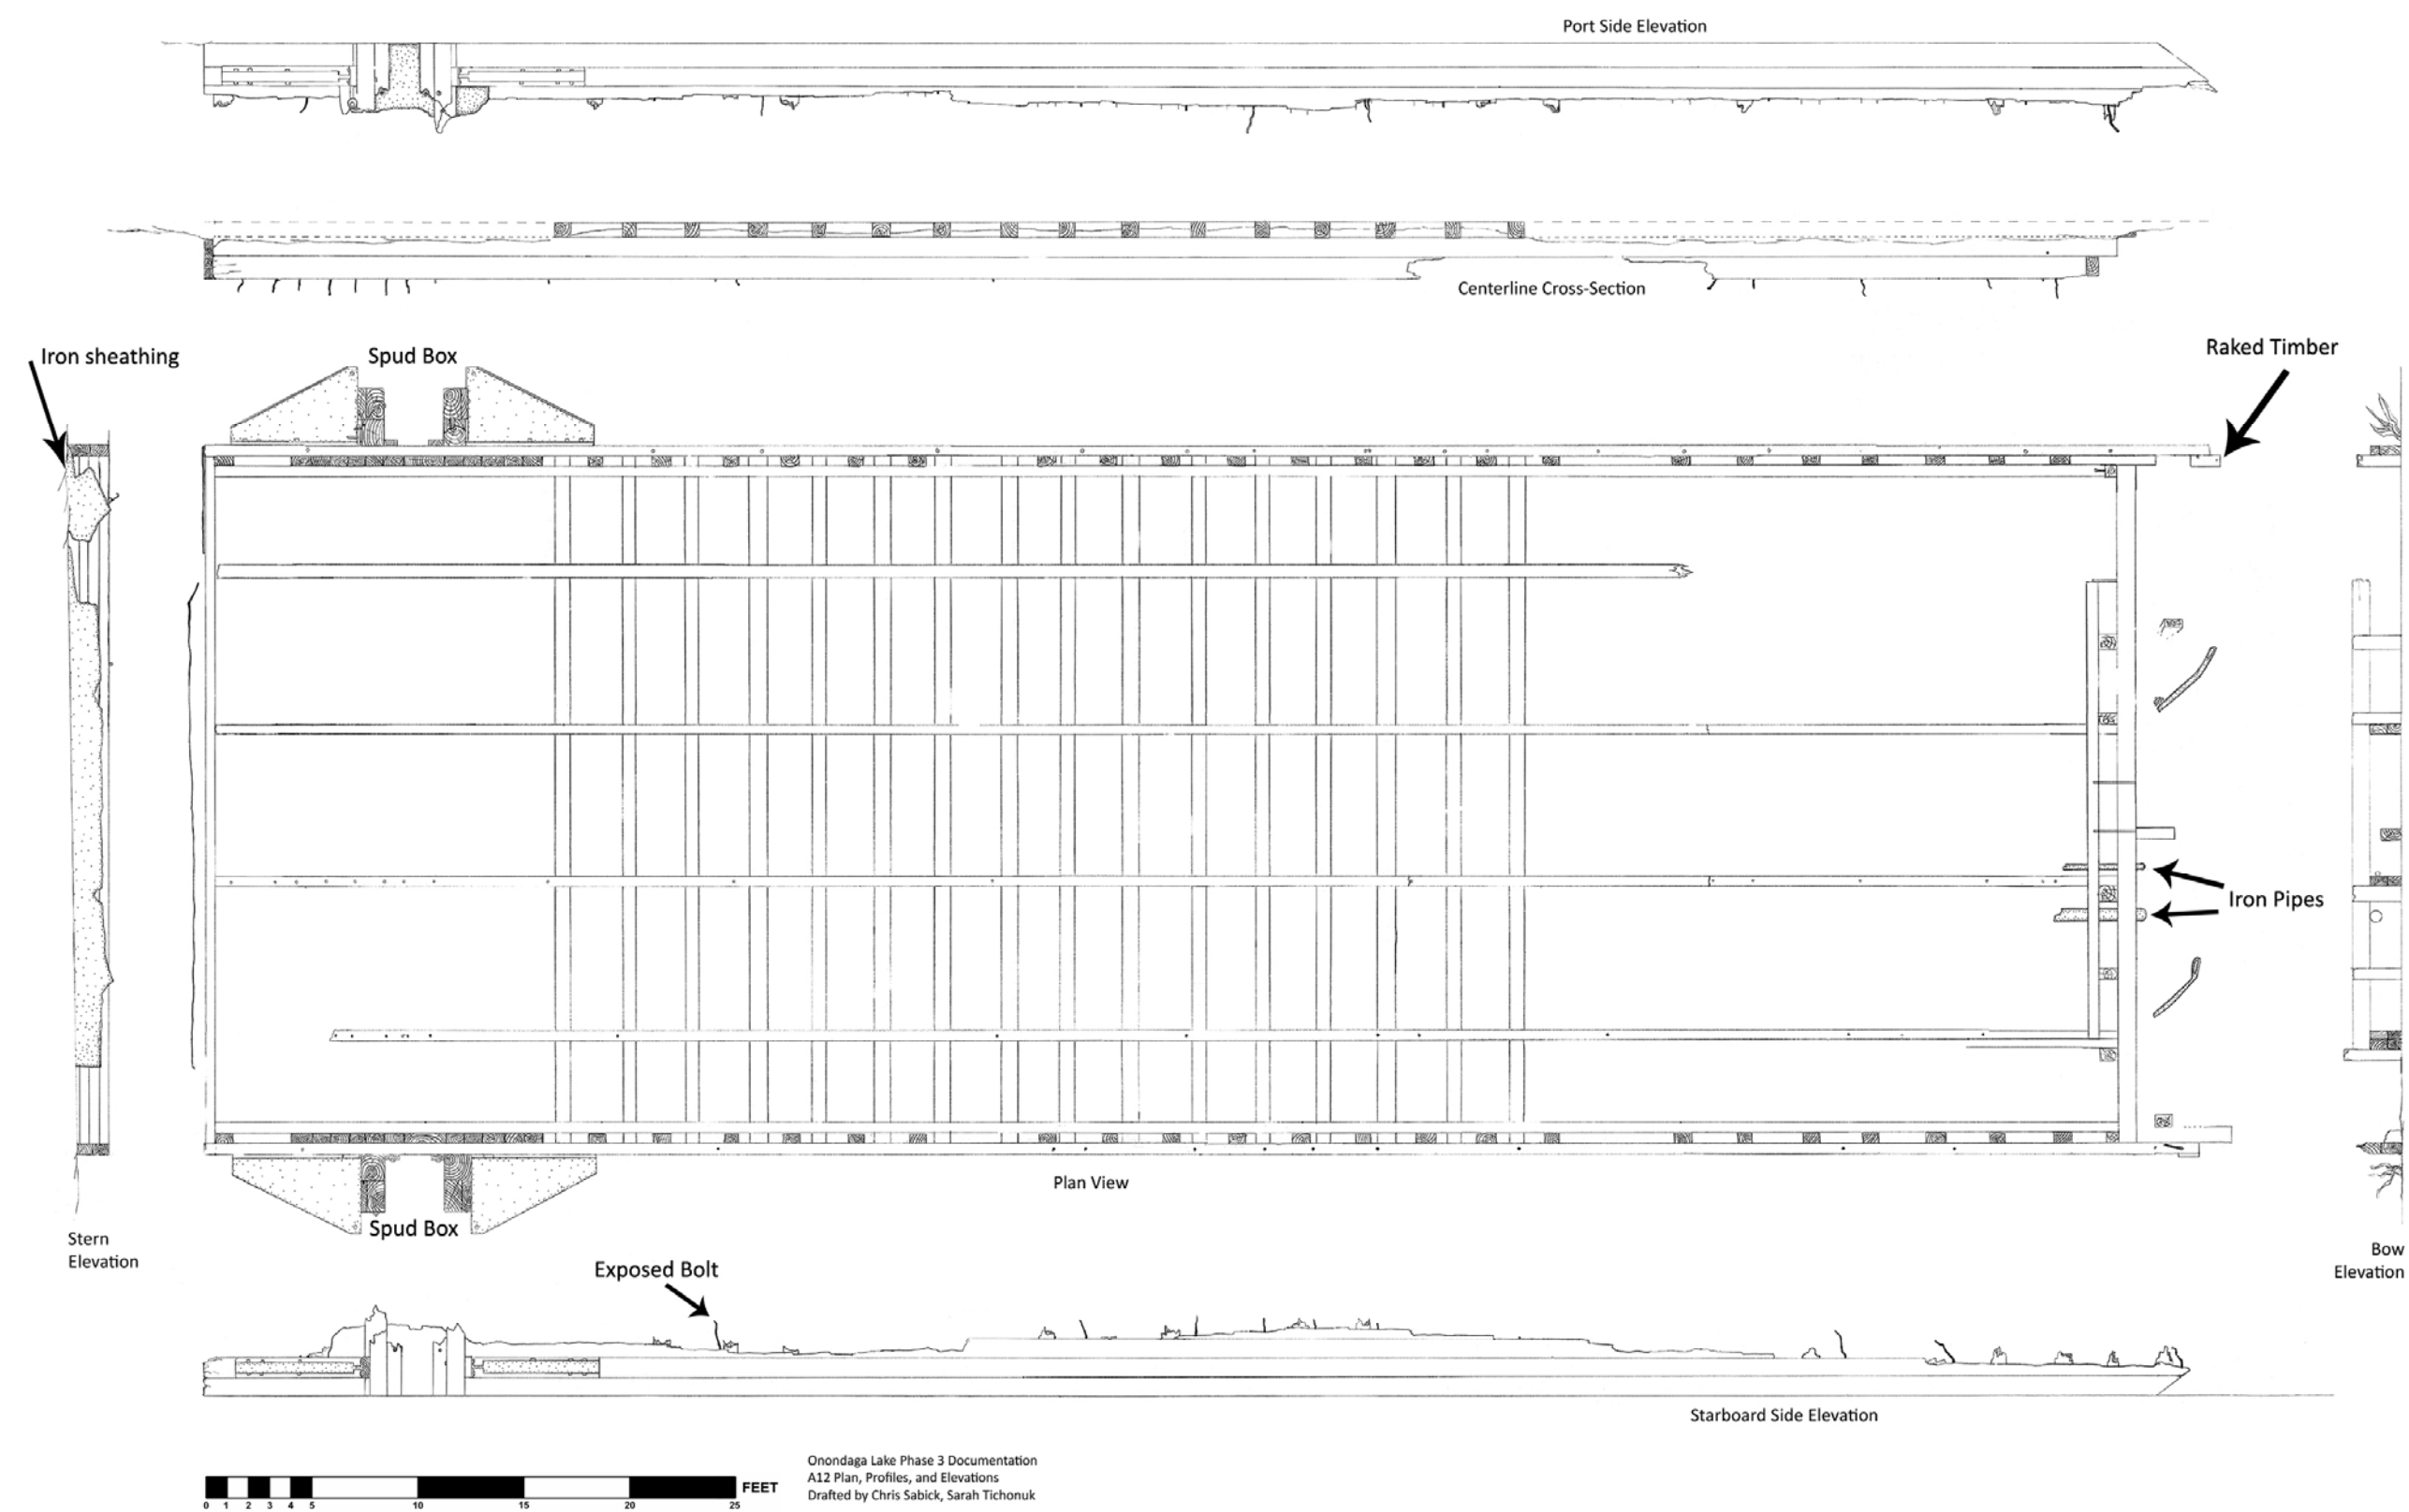 Port Side Elevation
Centerline Cross-Section
Iron sheathing
Spud Box
Raked Timber
Iron Pipes
Plan View
Spud Box
Stern
Elevation
Bow
Elevation
Exposed Bolt
Starboard Side Elevation
0 1 2 3 4 5 10 15 20 25 FEET
Onondaga Lake Phase 3 Documentation
A12 Plan, Profiles, and Elevations
Drafted by Chris Sabick, Sarah Tichonuk